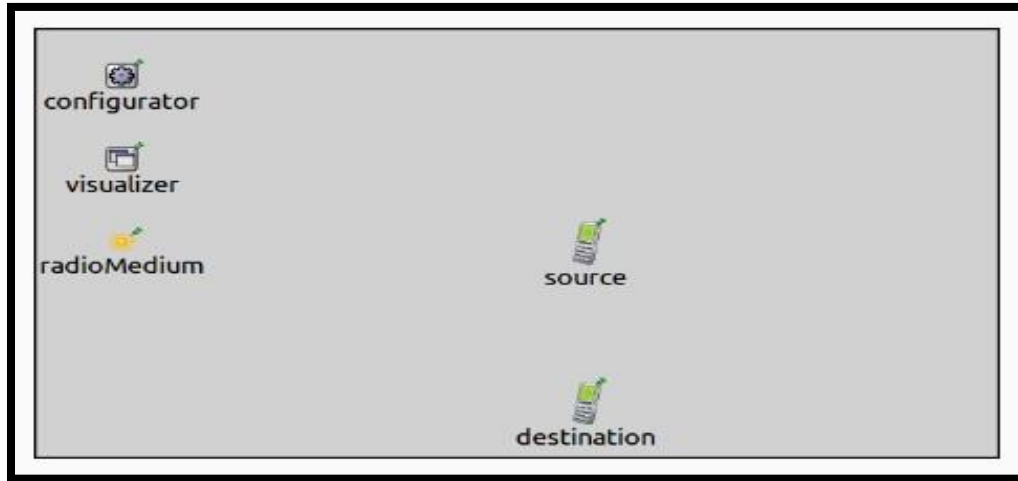 configurator
visualizer
radioMedium
source
destination